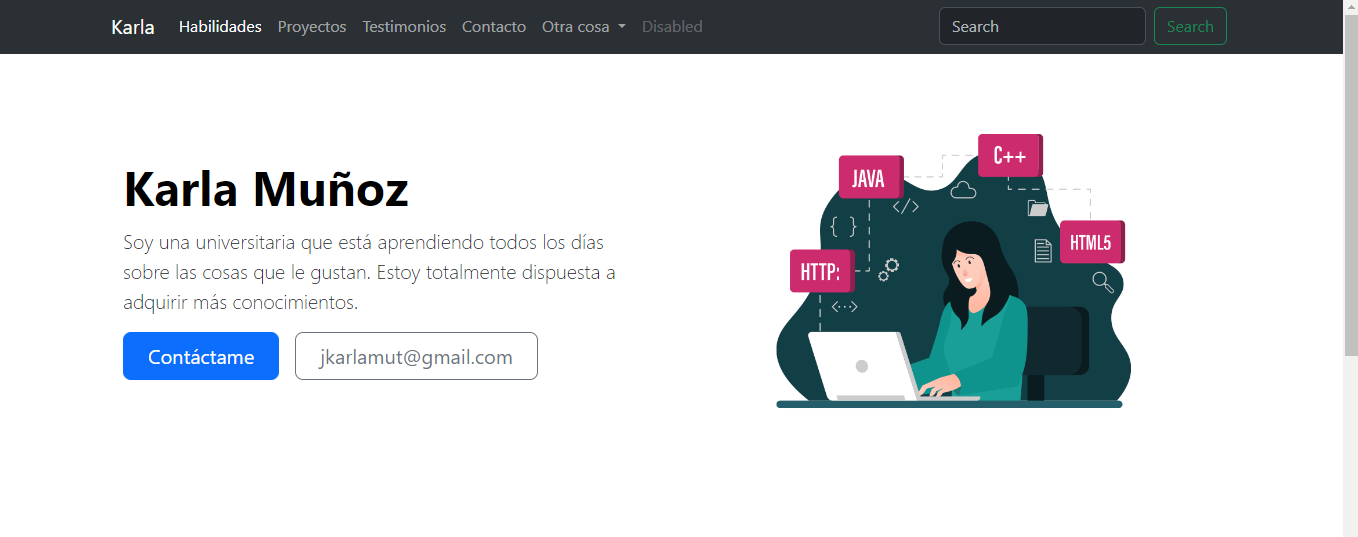 Karla Habilidades Proyectos Testimonios Contacto Otra cosa Disabled Search Search
Karla Muñoz
Soy una universitaria que está aprendiendo todos los días
sobre las cosas que le gustan. Estoy totalmente dispuesta a
adquirir más conocimientos.
Contáctame jkarlamut@gmail.com
C++
JAVA
HTML5
HTTP: